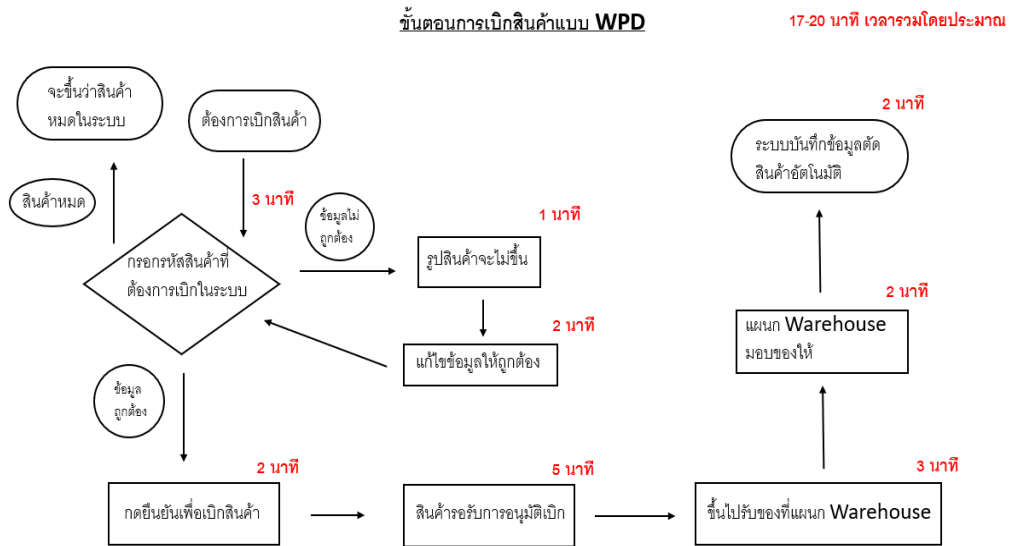 ขั้นตอนการเบิกสินค้าแบบ WPD
17-20 นาที เวลารวมโดยประมาณ
จะขึ้นว่าสินค้า
หมดในระบบ
ต้องการเบิกสินค้า
2 นาที
ระบบบันทึกข้อมูลตัด
สินค้าอัตโนมัติ
สินค้าหมด
3 นาที
ข้อมูลไม่
ถูกต้อง
1 นาที
รูปสินค้าจะไม่ขึ้น
กรอกรหัสสินค้าที่
ต้องการเบิกในระบบ
2 นาที
แก้ไขข้อมูลให้ถูกต้อง
2 นาที
แผนก Warehouse
มอบของให้
ข้อมูล
ถูกต้อง
2 นาที
กดยืนยันเพื่อเบิกสินค้า
5 นาที
สินค้ารอรับการอนุมัติเบิก
3 นาที
ขึ้นไปรับของที่แผนก Warehouse